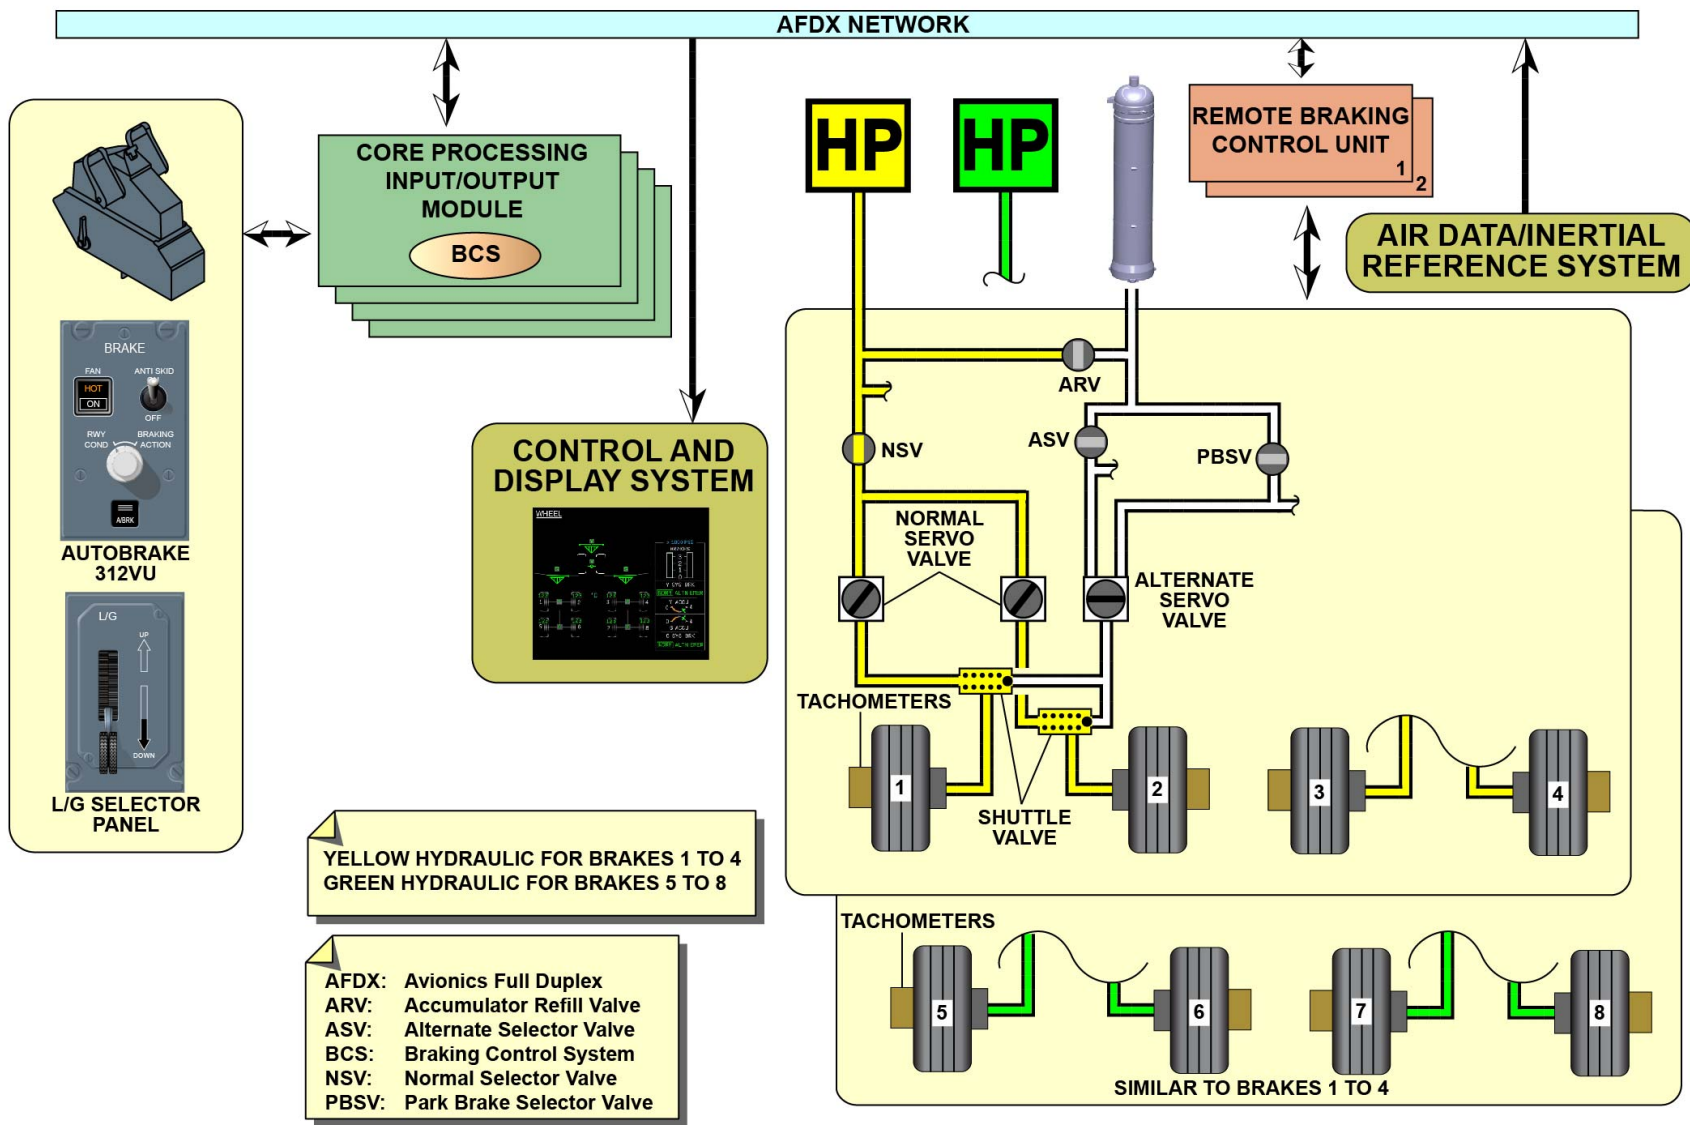 AFDX NETWORK
HP
HP
REMOTE BRAKING
CONTROL UNIT
1
2
CORE PROCESSING
INPUT/OUTPUT
MODULE
BCS
AIR DATA/INERTIAL
REFERENCE SYSTEM
BRAKE
FAN
ANTI SKID
HOT
ON
OFF
RWY
COND
BRAKING
ACTION
A/BRK
AUTOBRAKE
312VU
L/G
UP
DOWN
L/G SELECTOR
PANEL
CONTROL AND
DISPLAY SYSTEM
WHEEL
ARV
NSV
ASV
PBSV
NORMAL
SERVO
VALVE
ALTERNATE
SERVO
VALVE
TACHOMETERS
SHUTTLE
VALVE
1
2
3
4
YELLOW HYDRAULIC FOR BRAKES 1 TO 4
GREEN HYDRAULIC FOR BRAKES 5 TO 8
TACHOMETERS
5
6
7
8
SIMILAR TO BRAKES 1 TO 4
AFDX: Avionics Full Duplex
ARV: Accumulator Refill Valve
ASV: Alternate Selector Valve
BCS: Braking Control System
NSV: Normal Selector Valve
PBSV: Park Brake Selector Valve